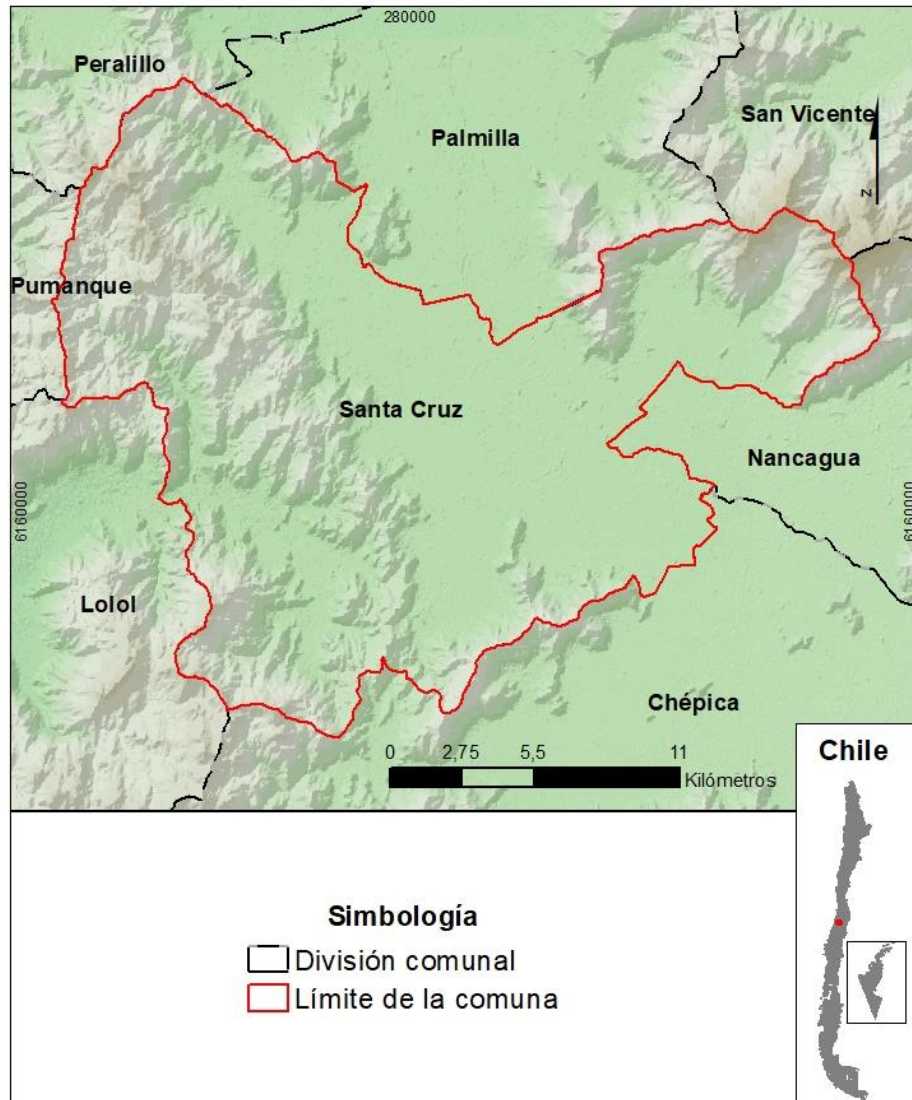 280000
Peralillo
Palmilla
San Vicente
z
Pumanque
Santa Cruz
Nancagua
6160000
6160000
Lolol
Chépica
0 2,75 5,5 11
Kilómetros
Chile
Simbología
División comunal
Límite de la comuna